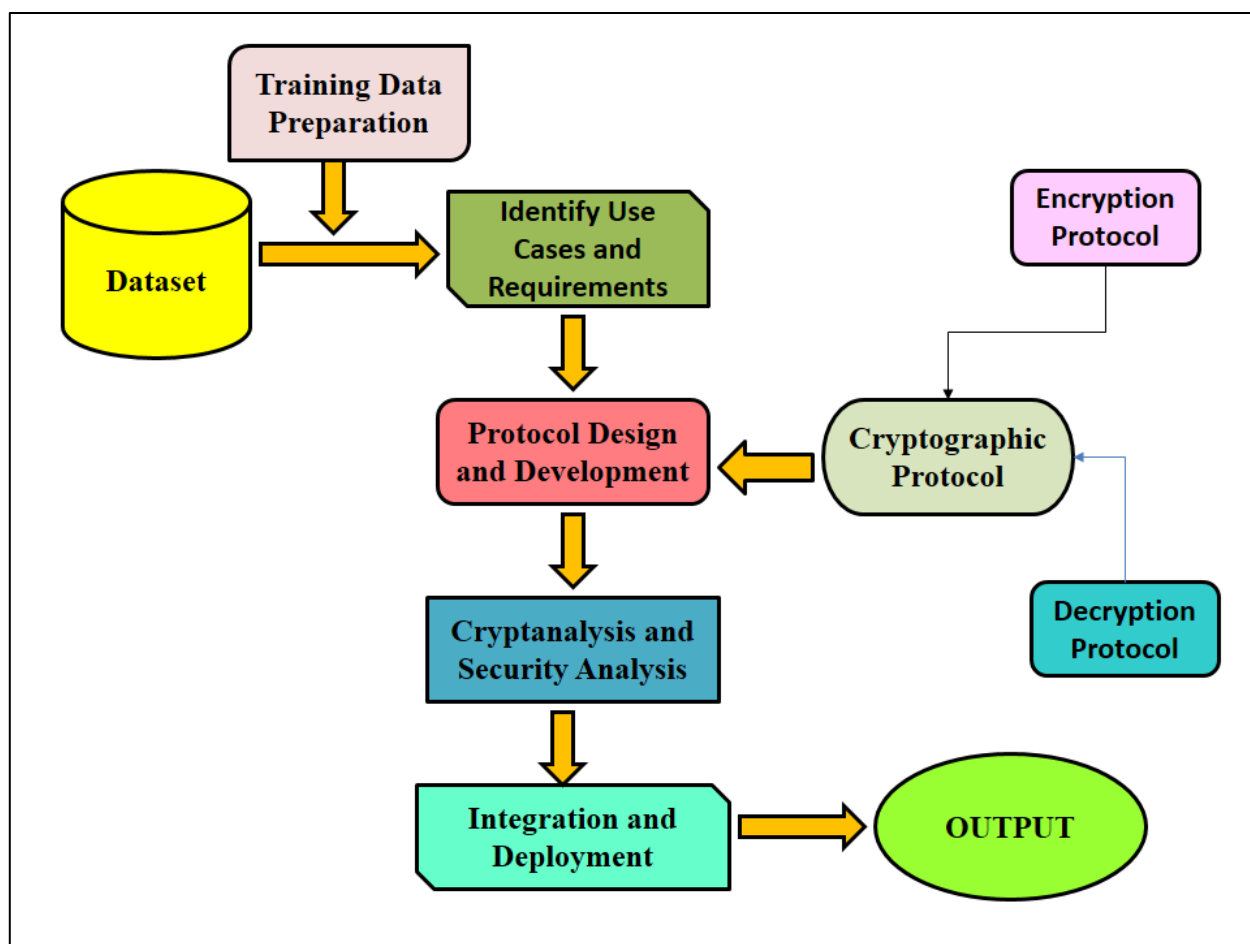 Training Data
Preparation
Dataset
Identify Use
Cases and
Requirements
Encryption
Protocol
Protocol Design
and Development
Cryptographic
Protocol
Cryptanalysis and
Security Analysis
Decryption
Protocol
Integration and
Deployment
OUTPUT